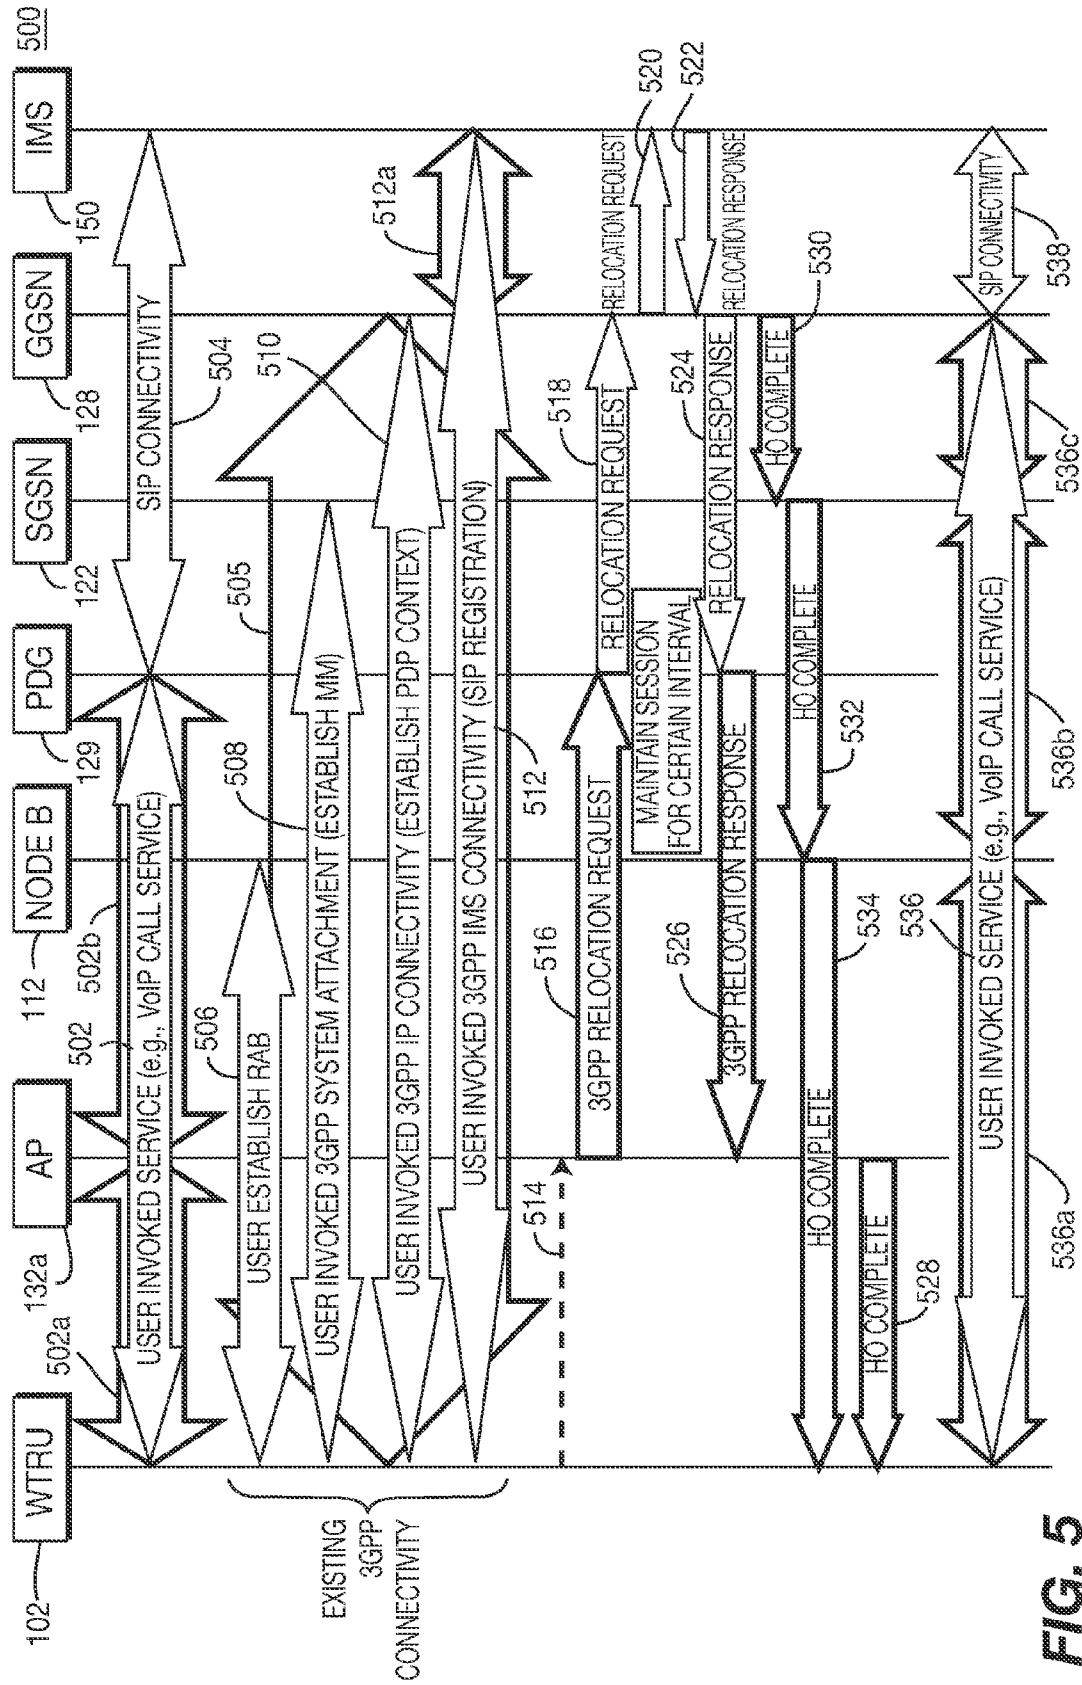 500
WTRU
AP
NODE B
PDG
SGSN
GGSN
IMS
102
132a
112
129
122
128
150
502a
502
502b
USER INVOKED SERVICE (e.g., VoIP CALL SERVICE)
SIP CONNECTIVITY
504
EXISTING
3GPP
CONNECTIVITY
505
USER ESTABLISH RAB
506
USER INVOKED 3GPP SYSTEM ATTACHMENT (ESTABLISH MM)
508
USER INVOKED 3GPP IP CONNECTIVITY (ESTABLISH PDP CONTEXT)
510
USER INVOKED 3GPP IMS CONNECTIVITY (SIP REGISTRATION)
512
512a
514
3GPP RELOCATION REQUEST
516
RELOCATION REQUEST
518
RELOCATION REQUEST
520
MAINTAIN SESSION
FOR CERTAIN INTERVAL
522
RELOCATION RESPONSE
RELOCATION RESPONSE
524
3GPP RELOCATION RESPONSE
526
HO COMPLETE
530
HO COMPLETE
532
HO COMPLETE
534
HO COMPLETE
528
USER INVOKED SERVICE (e.g., VoIP CALL SERVICE)
536
SIP CONNECTIVITY
538
536a
536b
536c
FIG. 5